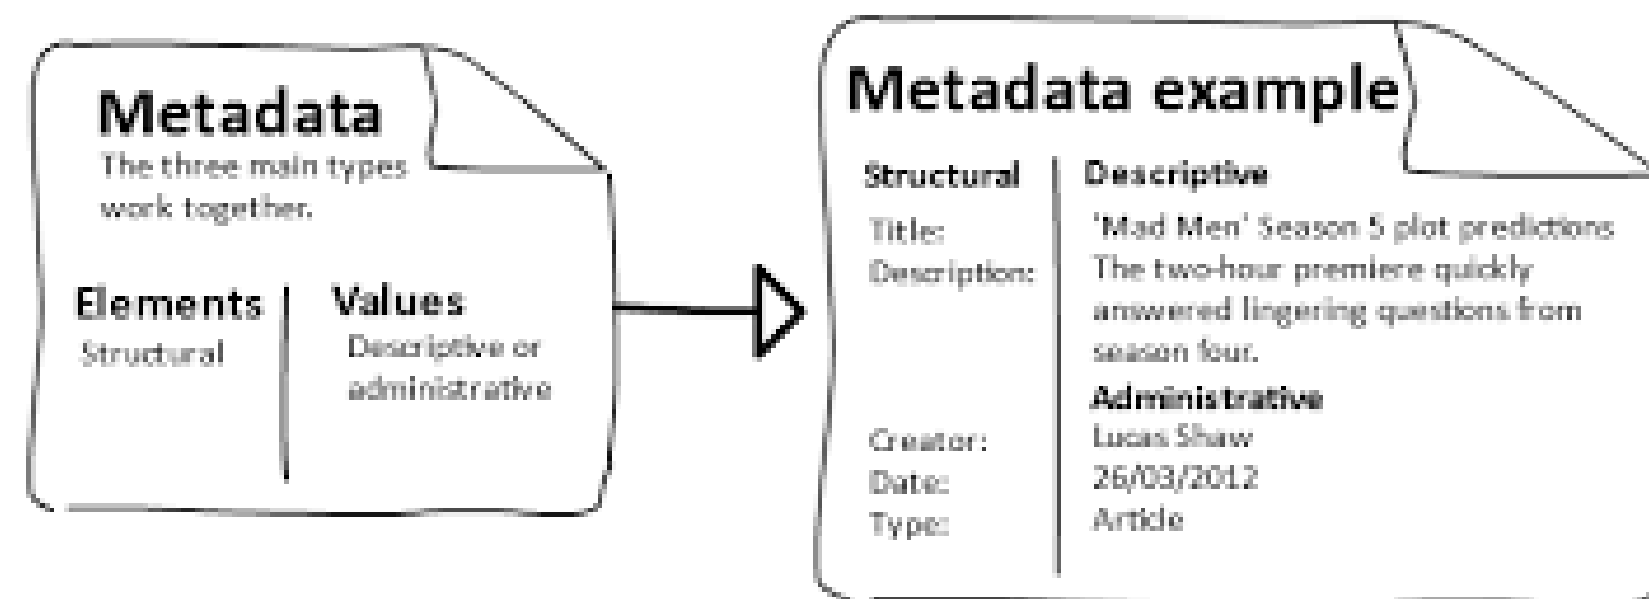 Metadata
The three main types
work together.
Elements
Values
Structural
Descriptive or
administrative
Metadata example
Structural
Descriptive
Title:
'Mad Men' Season 5 plot predictions
Description:
The two-hour premiere quickly
answered lingering questions from
season four.
Administrative
Creator:
Lucas Shaw
Date:
26/03/2012
Type:
Article